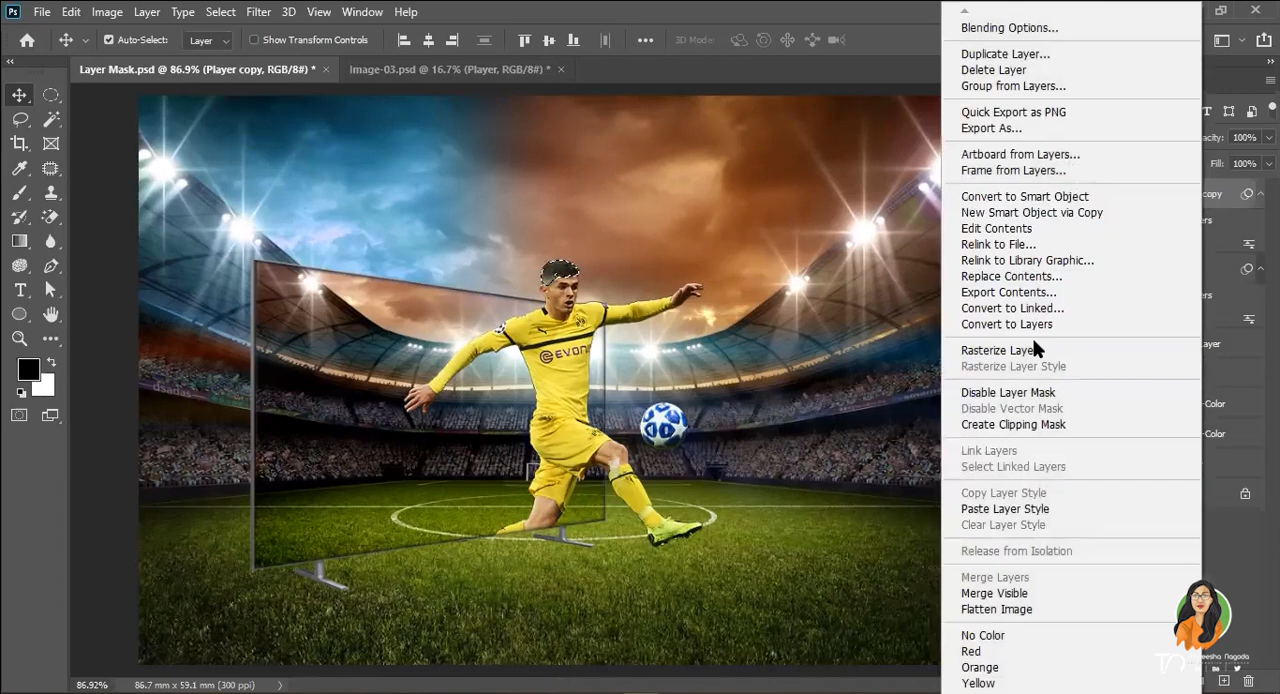 Ps File Edit Image Layer Type Select Filter 3D View Window Help
Auto-Select: Layer Show Transform Controls 3D Mode:
Layer Mask.psd @ 86.9% (Player copy, RGB/8#) * × Image-03.psd @ 16.7% (Player, RGB/8#) * ×
Blending Options...
Duplicate Layer...
Delete Layer
Group from Layers...
Quick Export as PNG
Export As...
Artboard from Layers...
Frame from Layers...
Convert to Smart Object
New Smart Object via Copy
Edit Contents
Relink to File...
Relink to Library Graphic...
Replace Contents...
Export Contents...
Convert to Linked...
Convert to Layers
Rasterize Laye
Rasterize Layer Style
Disable Layer Mask
Disable Vector Mask
Create Clipping Mask
Link Layers
Select Linked Layers
Copy Layer Style
Paste Layer Style
Clear Layer Style
Release from Isolation
Merge Layers
Merge Visible
Flatten Image
No Color
Red
Orange
Yellow
acity: 100%
Fill: 100%
copy
ers
ers
ayer
-Color
-Color
EVON
86.92% 86.7 mm x 59.1 mm (300 ppi)